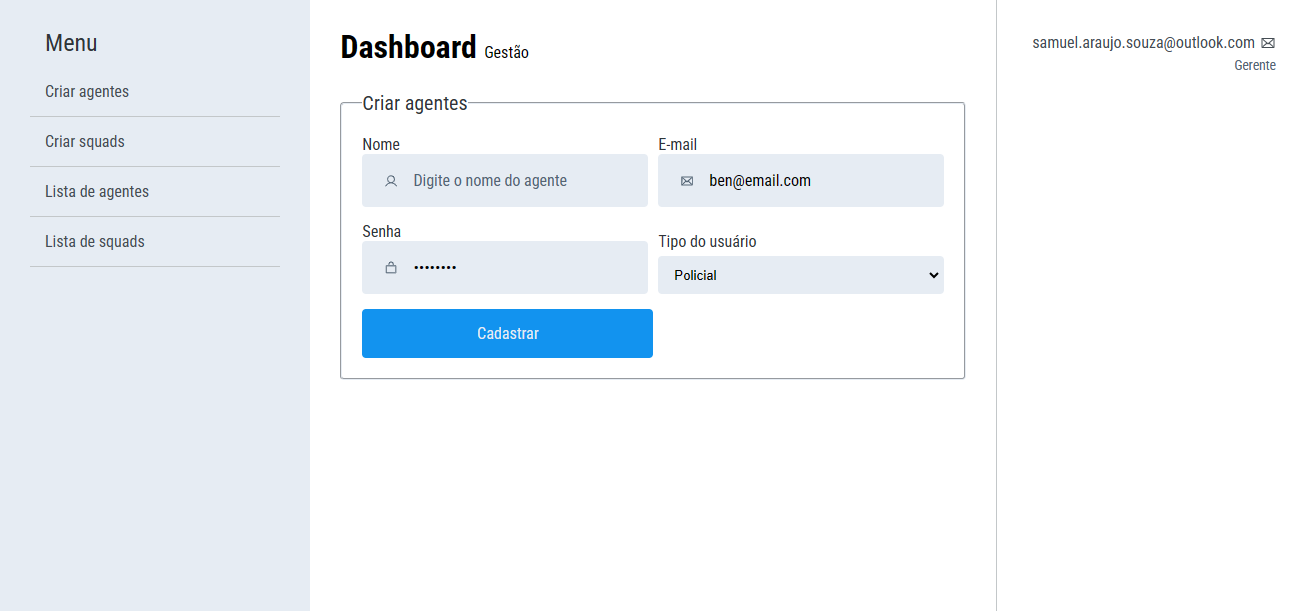 Menu
Criar agentes
Criar squads
Lista de agentes
Lista de squads
Dashboard Gestão
Criar agentes
Nome
Digite o nome do agente
E-mail
ben@email.com
Senha
••••••••
Tipo do usuário
Policial
Cadastrar
samuel.araujo.souza@outlook.com
Gerente